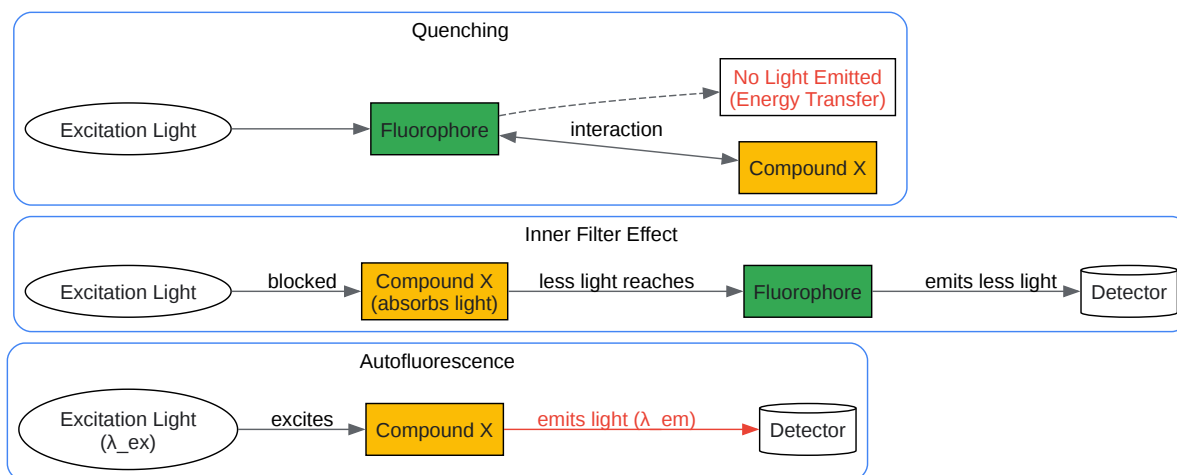 Quenching
No Light Emitted
(Energy Transfer)
Excitation Light
Fluorophore
interaction
Compound X
Inner Filter Effect
Excitation Light
blocked
Compound X
(absorbs light)
less light reaches
Fluorophore
emits less light
Detector
Autofluorescence
Excitation Light
(λ_ex)
excites
Compound X
emits light (λ_em)
Detector